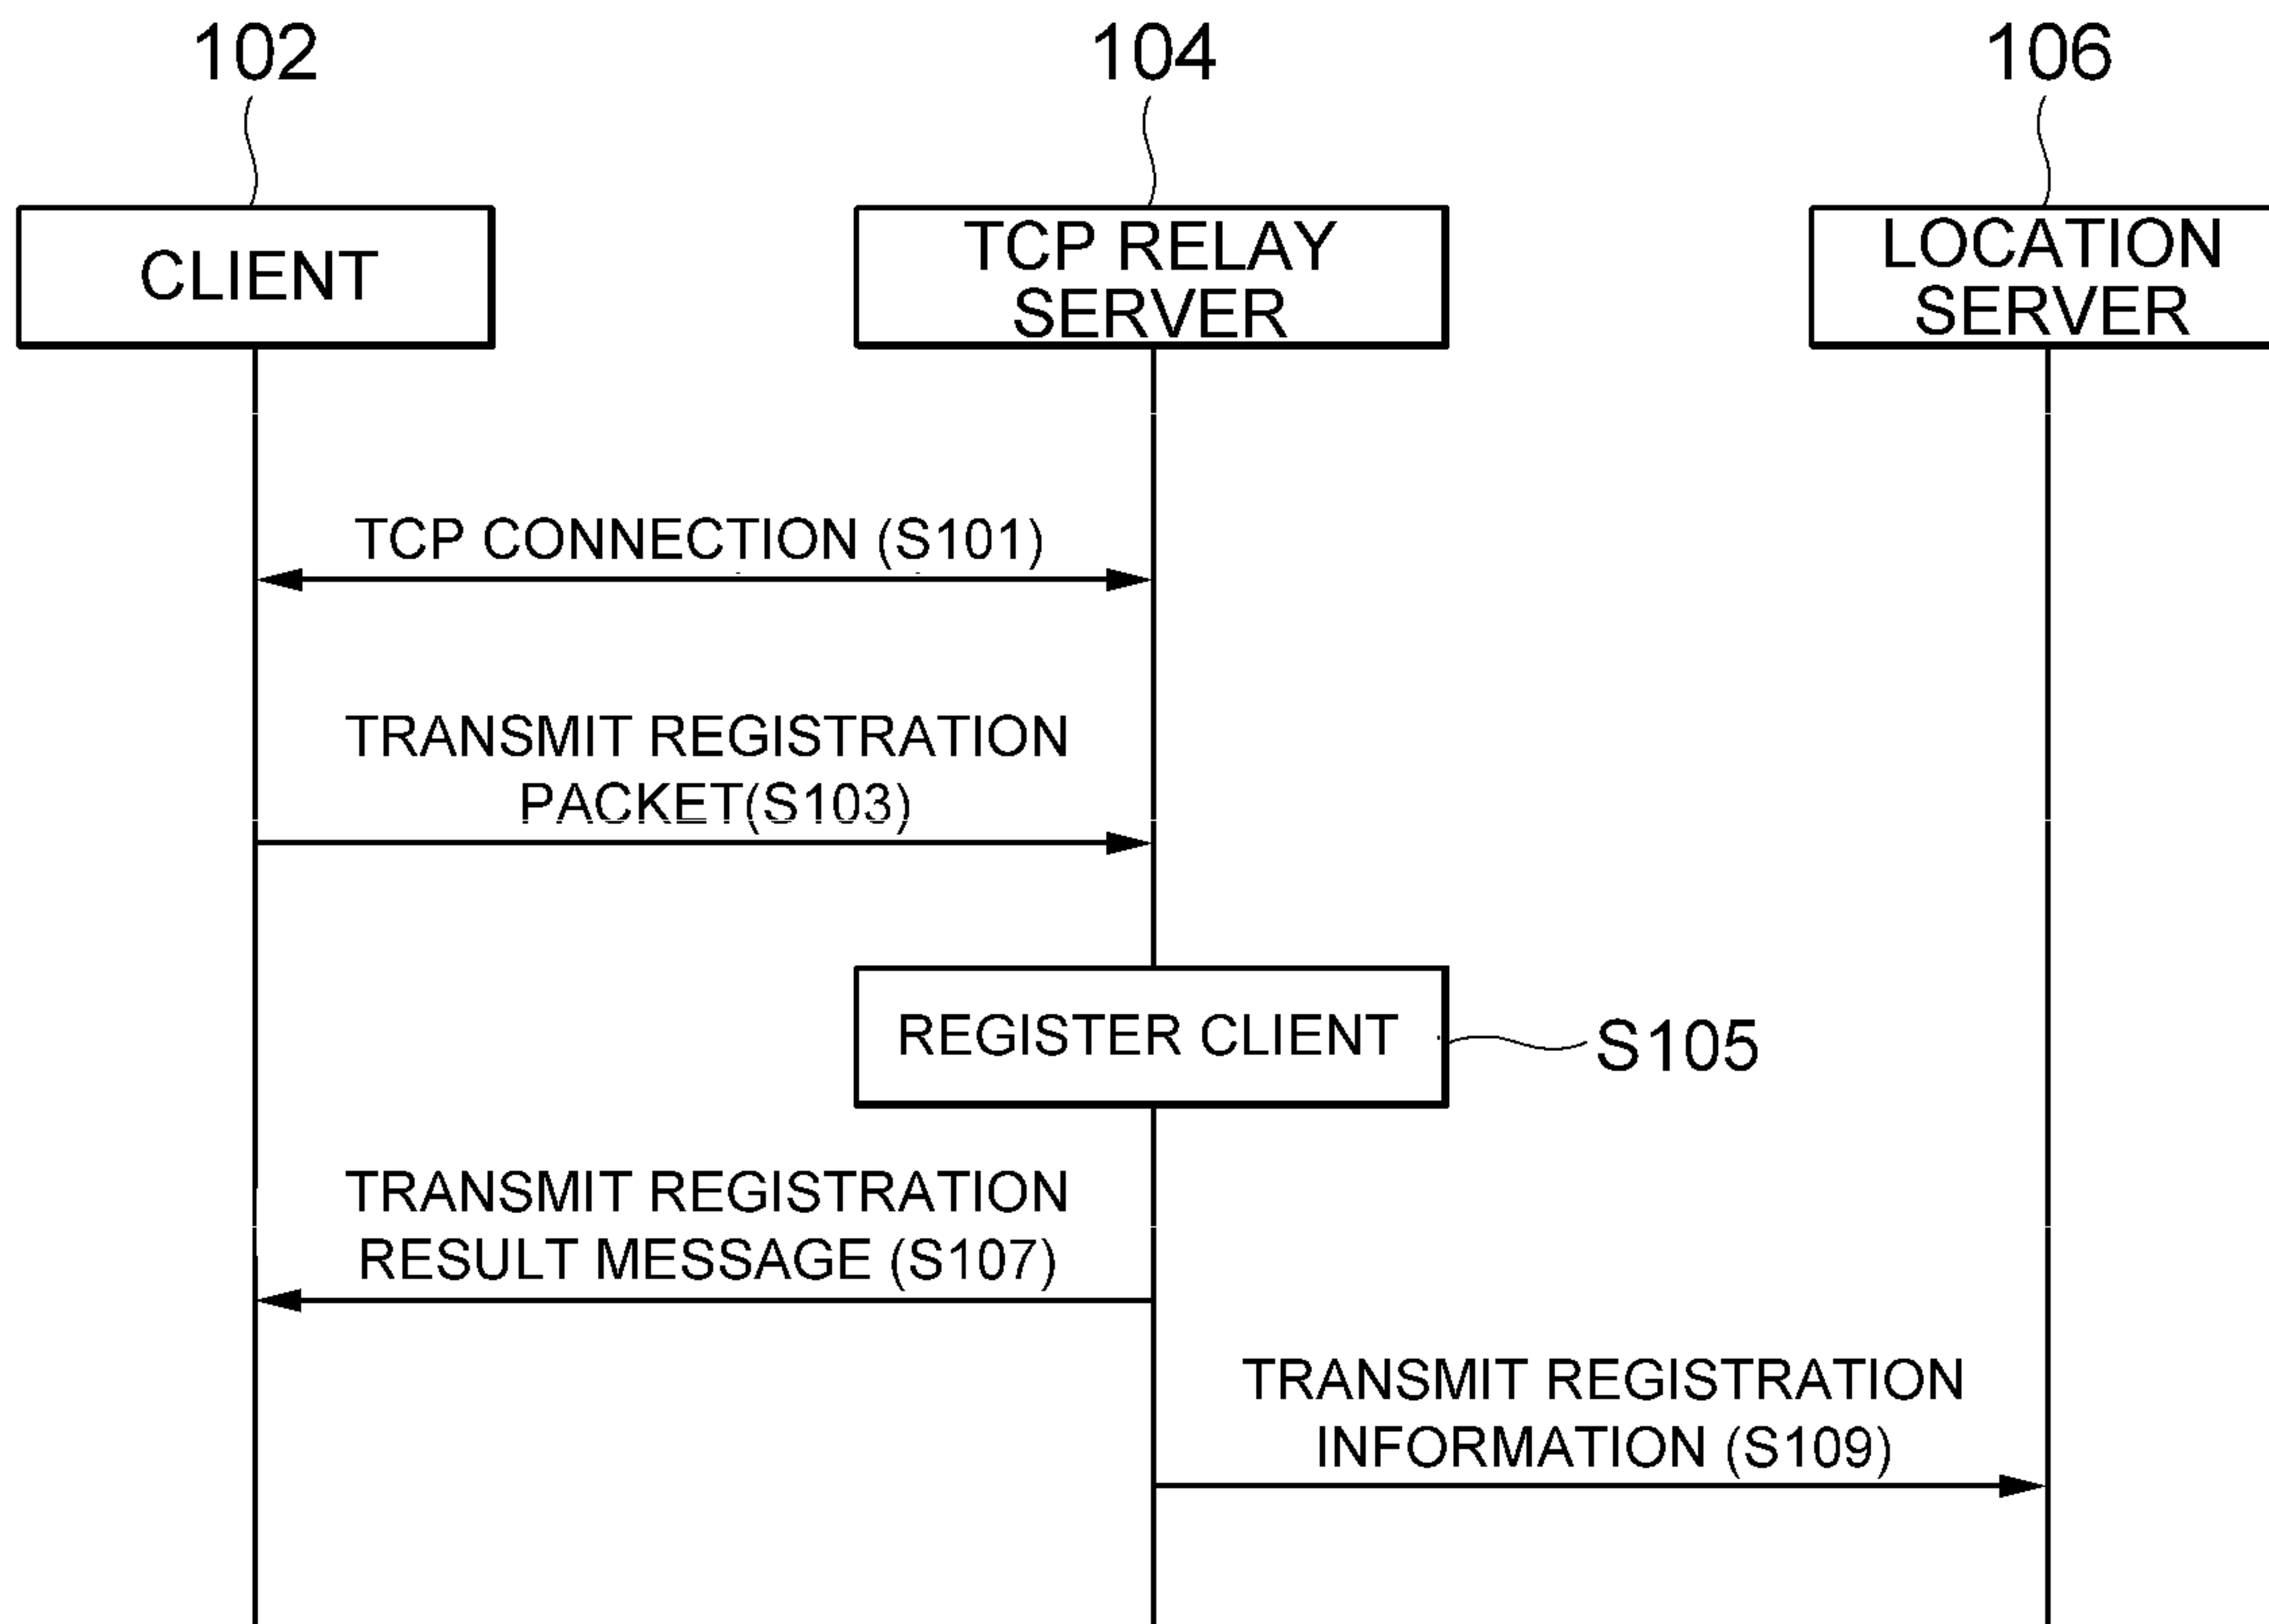 102
104
106
CLIENT
TCP RELAY
SERVER
LOCATION
SERVER
TCP CONNECTION (S101)
TRANSMIT REGISTRATION
PACKET(S103)
REGISTER CLIENT
S105
TRANSMIT REGISTRATION
RESULT MESSAGE (S107)
TRANSMIT REGISTRATION
INFORMATION (S109)